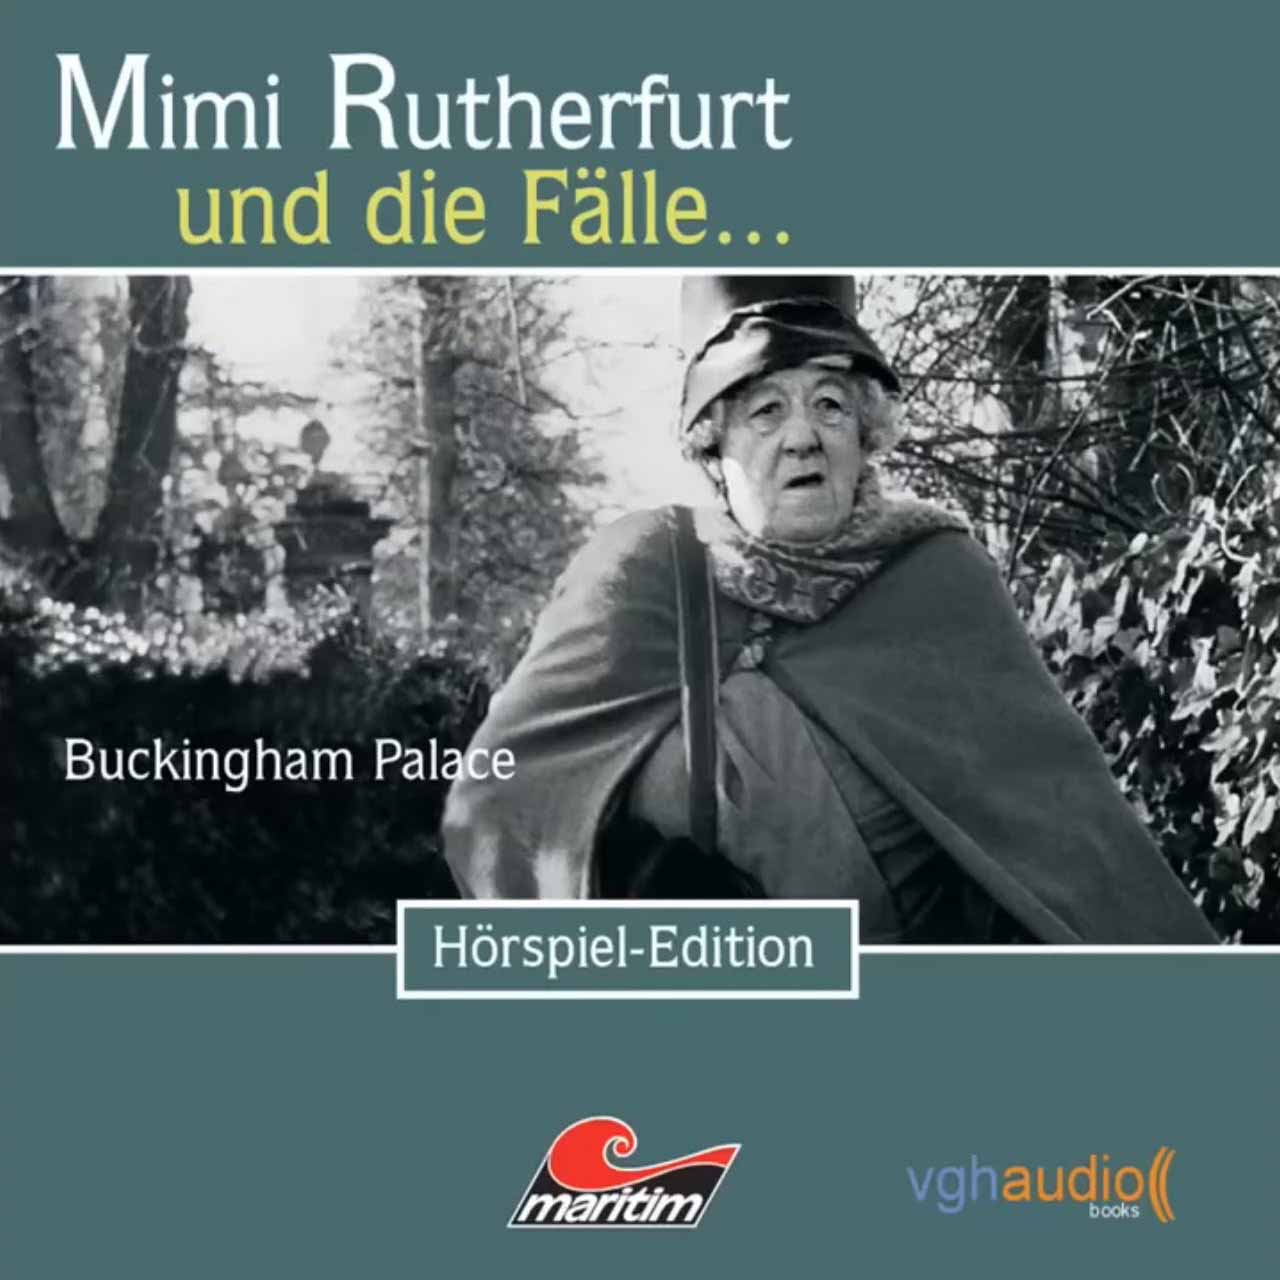 Mimi Rutherfurt
und die Fälle...
Buckingham Palace
Hörspiel-Edition
maritim
vghaudio
books